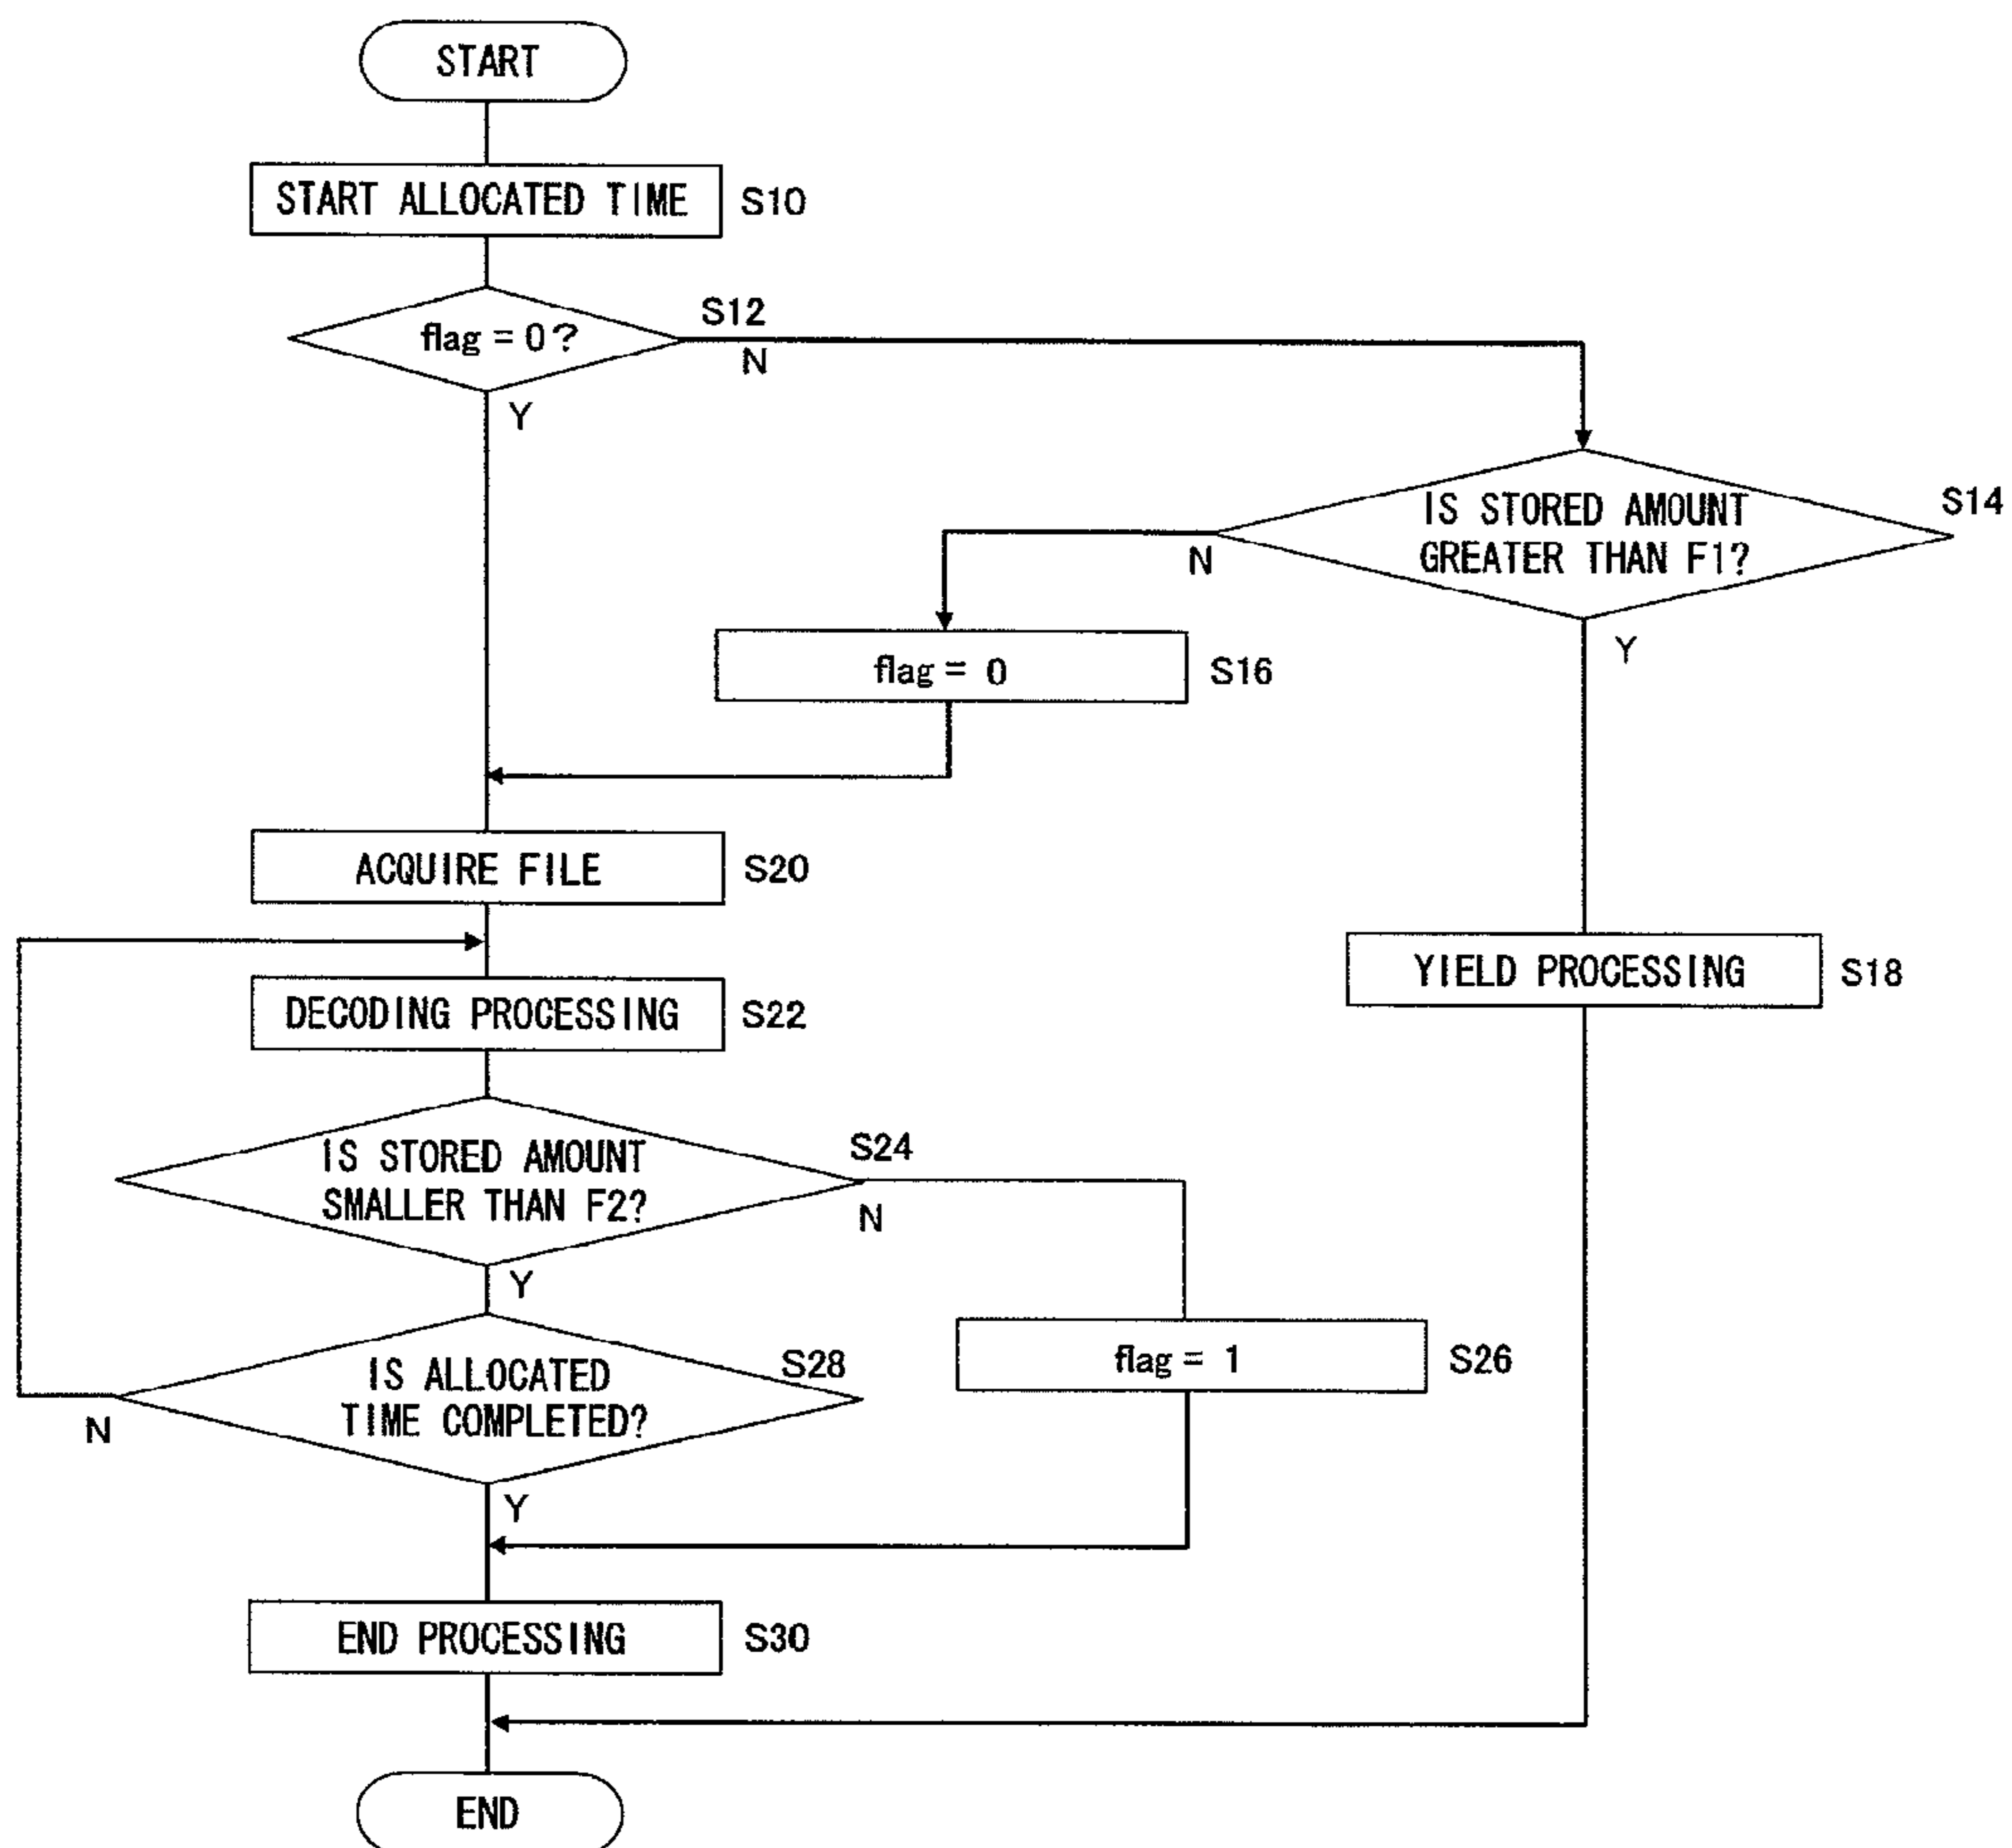 START
START ALLOCATED TIME
S10
flag = 0?
S12
N
Y
IS STORED AMOUNT
GREATER THAN F1?
S14
N
Y
flag = 0
S16
ACQUIRE FILE
S20
YIELD PROCESSING
S18
DECODING PROCESSING
S22
IS STORED AMOUNT
SMALLER THAN F2?
S24
N
Y
IS ALLOCATED
TIME COMPLETED?
S28
N
Y
flag = 1
S26
END PROCESSING
S30
END